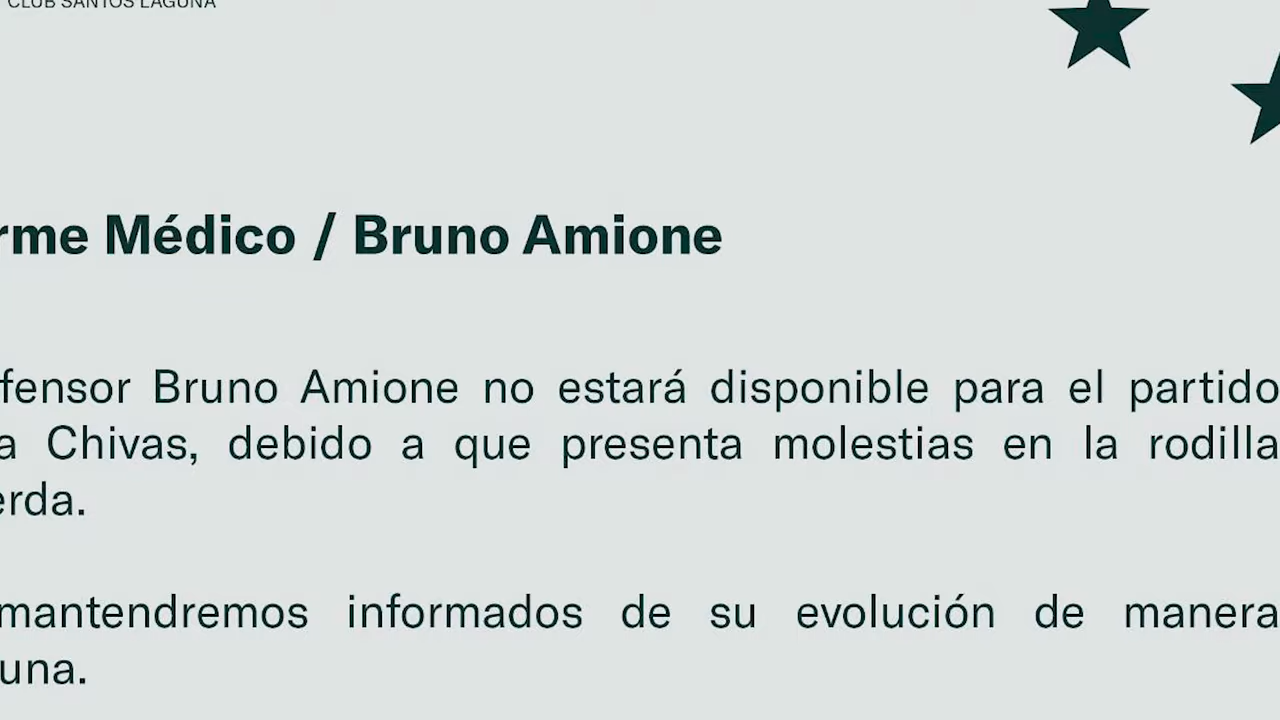 CLUB SANTOS LAGUNA
rme Médico / Bruno Amione
fensor Bruno Amione no estará disponible para el partido
a Chivas, debido a que presenta molestias en la rodilla
erda.
mantendremos informados de su evolución de manera
una.